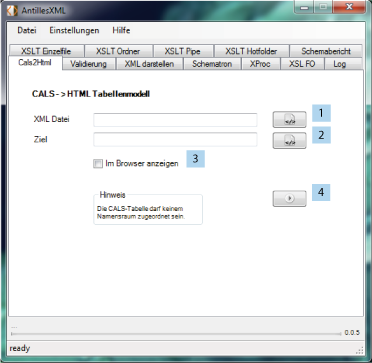 AntillesXML
Datei Einstellungen Hilfe
XSLT Einzelfile XSLT Ordner XSLT Pipe XSLT Hotfolder Schemabericht
Cals2Html Validierung XML darstellen Schematron XProc XSL FO Log
CALS - > HTML Tabellenmodell
XML Datei 1
Ziel 2
Im Browser anzeigen 3
Hinweis 4
Die CALS-Tabelle darf keinem
Namensraum zugeordnet sein.
...
0.0.5
ready